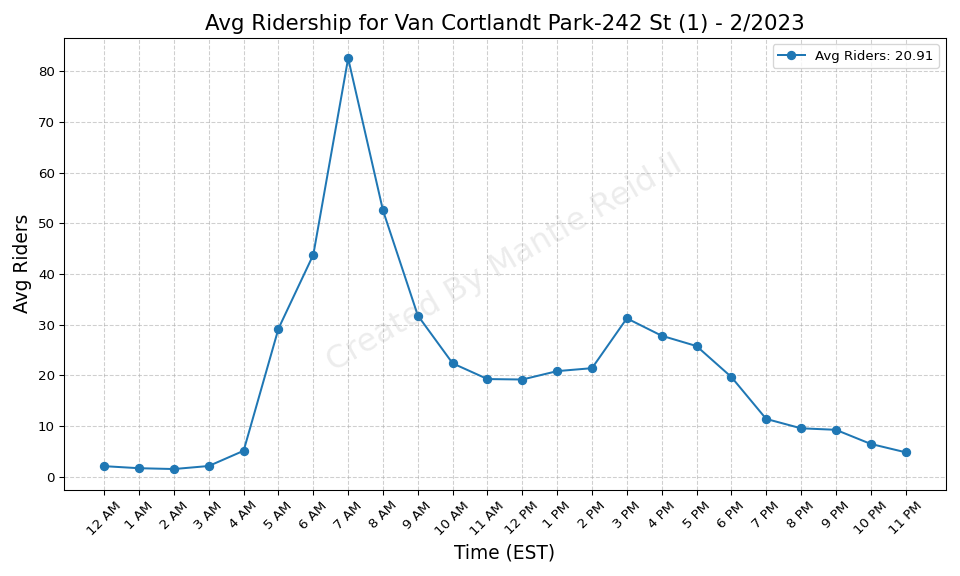 Avg Ridership for Van Cortlandt Park-242 St (1) - 2/2023
Avg Riders: 20.91
80
70
60
50
40
30
20
10
0
Avg Riders
Created By Mantie Reid II
12 AM
1 AM
2 AM
3 AM
4 AM
5 AM
6 AM
7 AM
8 AM
9 AM
10 AM
11 AM
12 PM
1 PM
2 PM
3 PM
4 PM
5 PM
6 PM
7 PM
8 PM
9 PM
10 PM
11 PM
Time (EST)